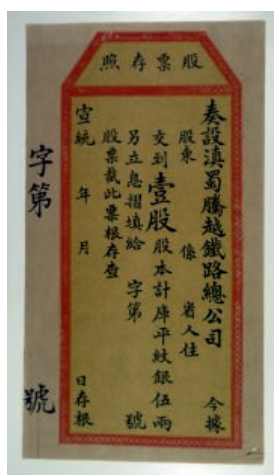 股票存照
奏設滇蜀騰越鐵路總公司 今據
股東 係 省人住
交到壹股股本計庫平紋銀伍兩
另立息摺填給 字第 號
股票截此票根存查
宣統 年 月 日存根
字第 號